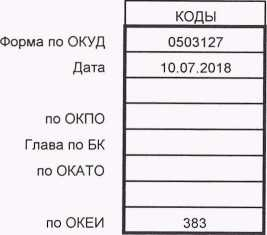 КОДЫ
Форма по ОКУД 0503127
Дата 10.07.2018
по ОКПО
Глава по БК
по ОКАТО
по ОКЕИ 383